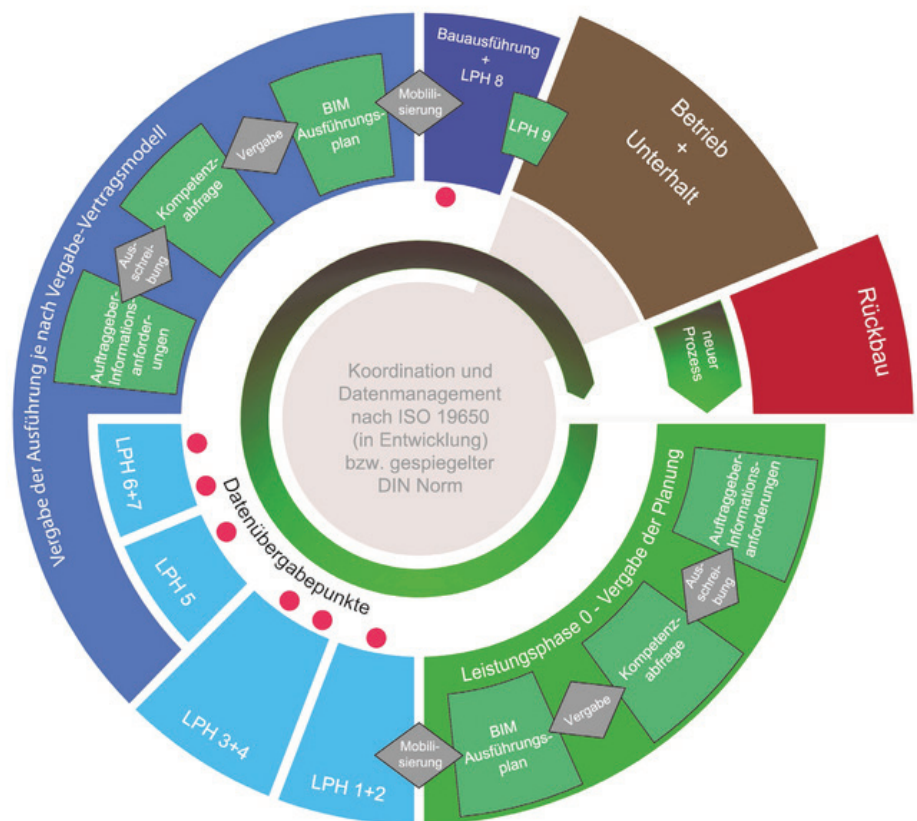 Bauausführung
+
LPH 8
LPH 9
Betrieb
+
Unterhalt
Rückbau
neuer
Prozess
Koordination und
Datenmanagement
nach ISO 19650
(in Entwicklung)
bzw. gespiegelter
DIN Norm
Leistungsphase 0 - Vergabe der Planung
Auftraggeber-
Informations-
anforderungen
Aus-
schrei-
bung
Kompetenz-
abfrage
Vergabe
BIM
Ausführungs-
plan
Mobili-
sierung
LPH 1+2
LPH 3+4
LPH 5
LPH 6+7
Datenübergabepunkte
Vergabe der Ausführung je nach Vergabe-Vertragsmodell
Auftraggeber-
Informations-
anforder-
ungen
Aus-
schrei-
bung
Kompetenz-
abfrage
Vergabe
BIM
Ausführungs-
plan
Moblili-
sierung